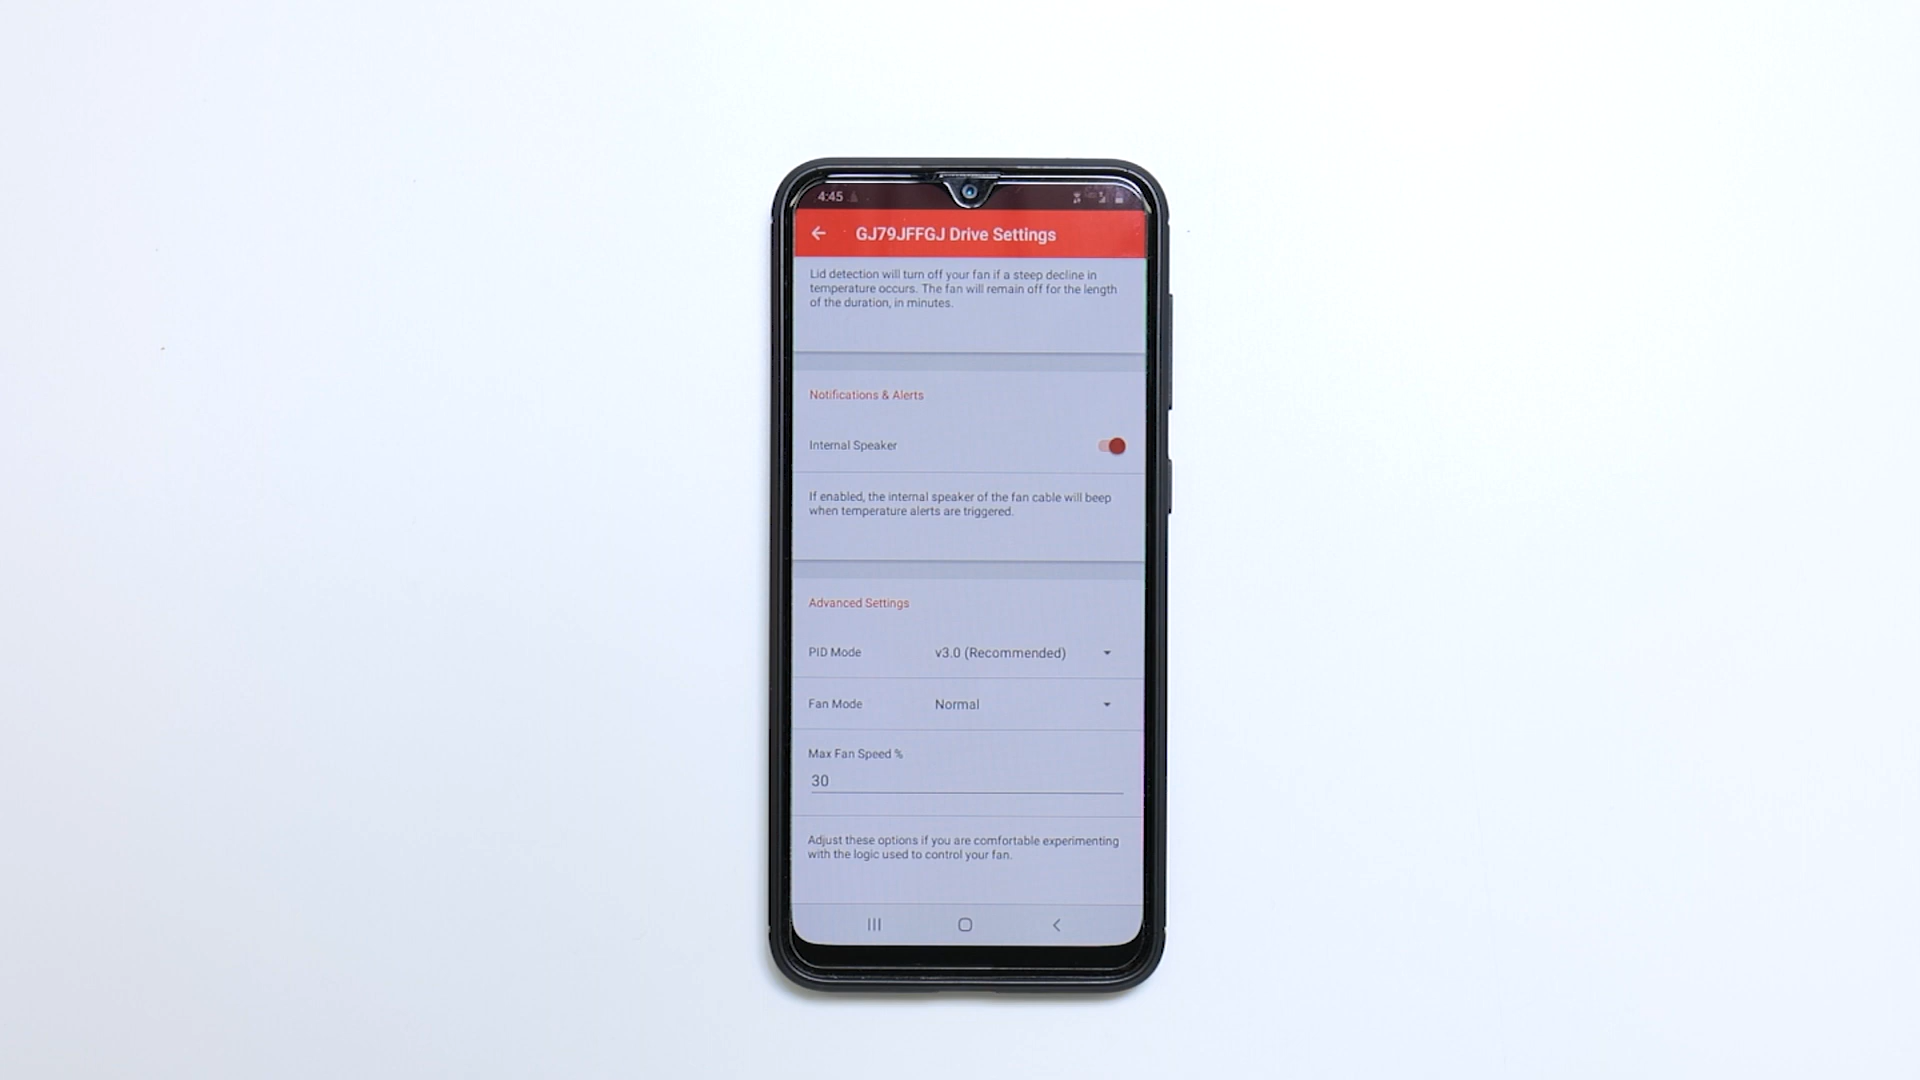 4:45
GJ79JFFGJ Drive Settings
Lid detection will turn off your fan if a steep decline in
temperature occurs. The fan will remain off for the length
of the duration, in minutes.
Notifications & Alerts
Internal Speaker
If enabled, the internal speaker of the fan cable will beep
when temperature alerts are triggered.
Advanced Settings
PID Mode v3.0 (Recommended)
Fan Mode Normal
Max Fan Speed %
30
Adjust these options if you are comfortable experimenting
with the logic used to control your fan.